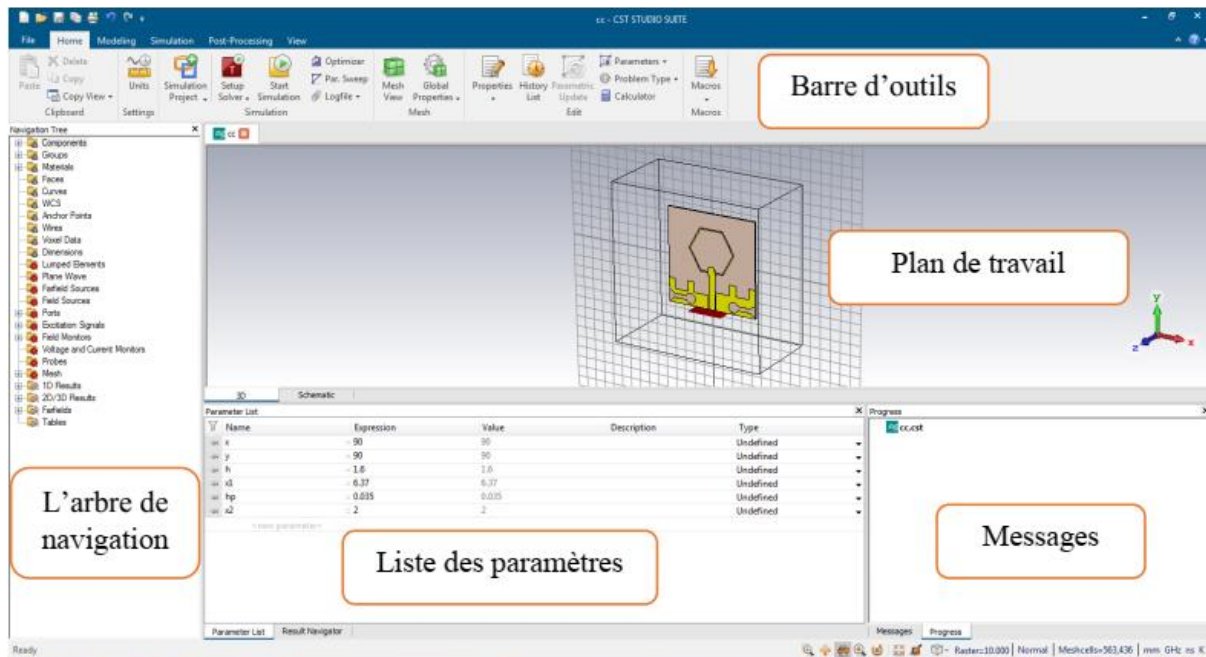 cc - CST STUDIO SUITE
File Home Modeling Simulation Post-Processing View
Paste
Delete
Copy
Copy View
Clipboard
Units
Settings
Simulation Project
Setup Solver
Start Simulation
Optimizer
Par. Sweep
Logfile
Simulation
Mesh View
Global Properties
Mesh
Properties
History List
Parametric Update
Parameters
Problem Type
Calculator
Edit
Macros
Macros
Barre d'outils
Navigation Tree
Components
Groups
Materials
Faces
Curves
WCS
Anchor Points
Wires
Voxel Data
Dimensions
Lumped Elements
Plane Wave
Farfield Sources
Field Sources
Ports
Excitation Signals
Field Monitors
Voltage and Current Monitors
Probes
Mesh
1D Results
2D/3D Results
Farfields
Tables
L'arbre de
navigation
cc
Plan de travail
y
z x
3D Schematic
Parameter List
Name Expression Value Description Type
x = 90 90 Undefined
y = 90 90 Undefined
h = 1.6 1.6 Undefined
x1 = 6.37 6.37 Undefined
hp = 0.035 0.035 Undefined
x2 = 2 2 Undefined
<new parameter>
Liste des paramètres
Parameter List Result Navigator
Progress
cc.cst
Messages
Messages Progress
Ready
Raster=10.000 Normal Meshcells=563,436 mm GHz ns K